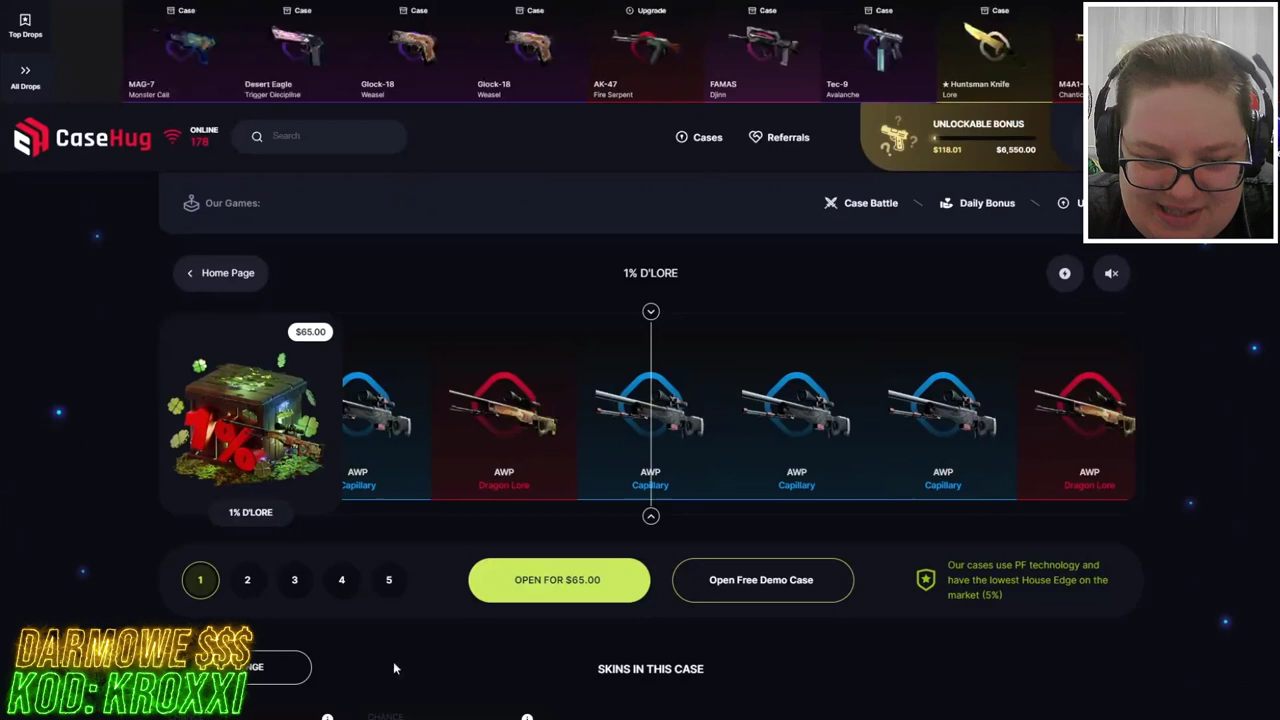 Top Drops
All Drops
Case
MAG-7
Monster Call
Case
Desert Eagle
Trigger Discipline
Case
Glock-18
Weasel
Case
Glock-18
Weasel
Upgrade
AK-47
Fire Serpent
Case
FAMAS
Djinn
Case
Tec-9
Avalanche
Case
★ Huntsman Knife
Lore
M4A1-
Chantic
CaseHug
ONLINE
178
Search
Cases
Referrals
UNLOCKABLE BONUS
$118.01 $6,550.00
Our Games:
Case Battle
Daily Bonus
U
Home Page
1% D'LORE
$65.00
1%
1% D'LORE
AWP
Capillary
AWP
Dragon Lore
AWP
Capillary
AWP
Capillary
AWP
Capillary
AWP
Dragon Lore
1 2 3 4 5
OPEN FOR $65.00
Open Free Demo Case
Our cases use PF technology and
have the lowest House Edge on the
market (5%)
DARMOWE $$$
KOD: KROXXI
NGE
SKINS IN THIS CASE
CHANCE